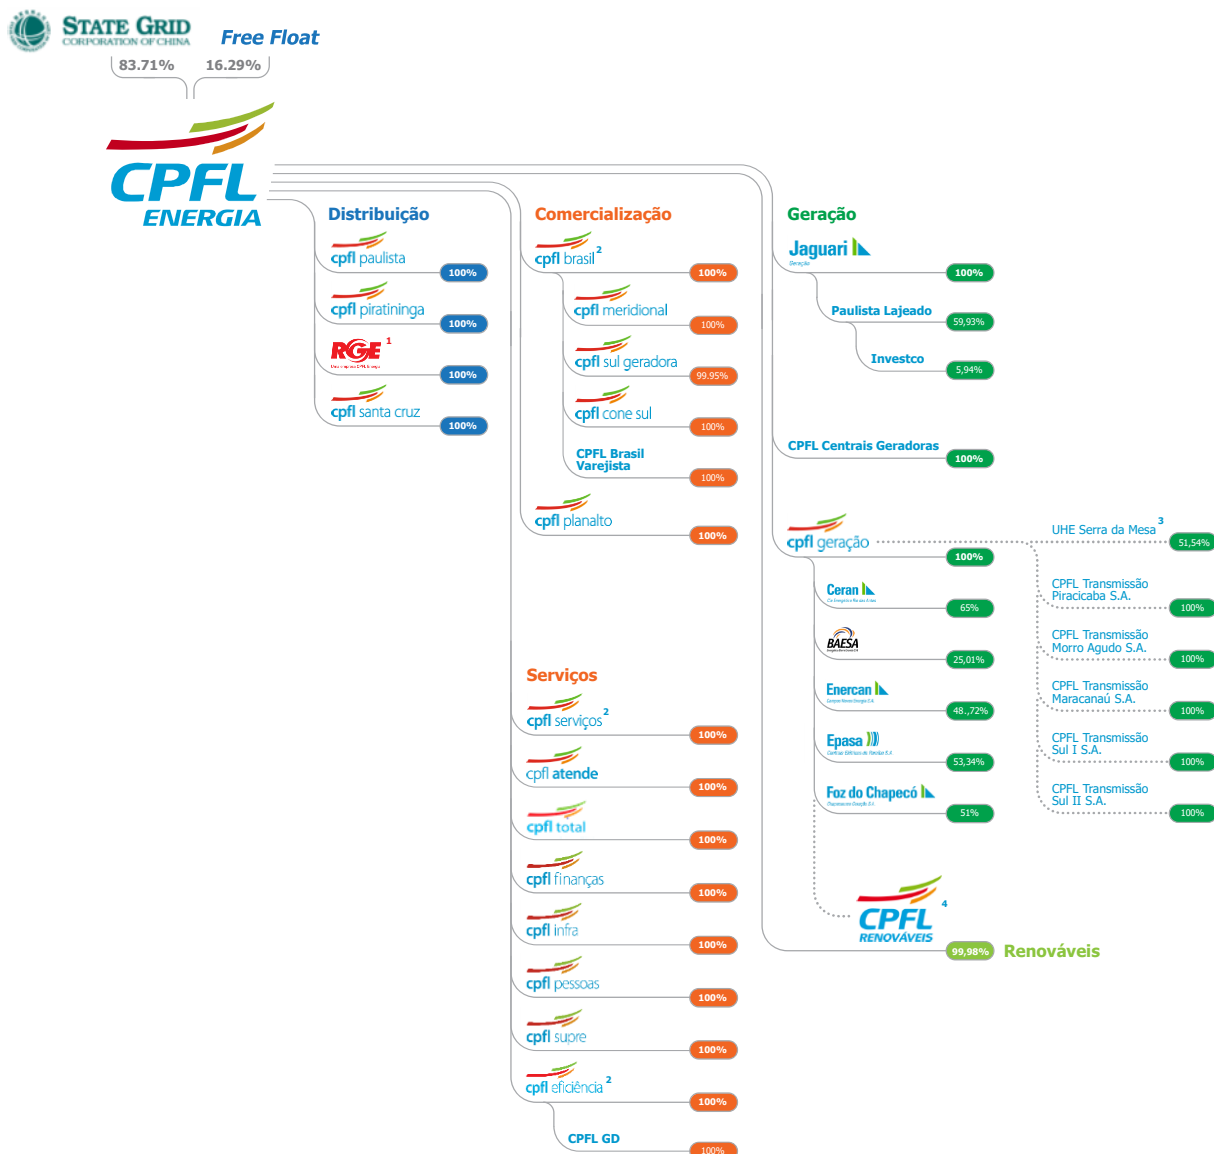 STATE GRID
CORPORATION OF CHINA
Free Float
83.71%
16.29%
CPFL
ENERGIA
Distribuição
cpfl paulista
100%
cpfl piratininga
100%
RGE 1
100%
cpfl santa cruz
100%
Comercialização
cpfl brasil 2
100%
cpfl meridional
100%
cpfl sul geradora
99.95%
cpfl cone sul
100%
CPFL Brasil
Varejista
100%
cpfl planalto
100%
Serviços
cpfl serviços 2
100%
cpfl atende
100%
cpfl total
100%
cpfl finanças
100%
cpfl infra
100%
cpfl pessoas
100%
cpfl supre
100%
cpfl eficiência 2
100%
CPFL GD
100%
Geração
Jaguari
Geração
100%
Paulista Lajeado
59,93%
Investco
5,94%
CPFL Centrais Geradoras
100%
cpfl geração
100%
Ceran
65%
BAESA
25,01%
Enercan
48.,72%
Epasa
53,34%
Foz do Chapecó
51%
UHE Serra da Mesa 3
51,54%
CPFL Transmissão
Piracicaba S.A.
100%
CPFL Transmissão
Morro Agudo S.A.
100%
CPFL Transmissão
Maracanaú S.A.
100%
CPFL Transmissão
Sul I S.A.
100%
CPFL Transmissão
Sul II S.A.
100%
CPFL 4
RENOVÁVEIS
99,98%
Renováveis